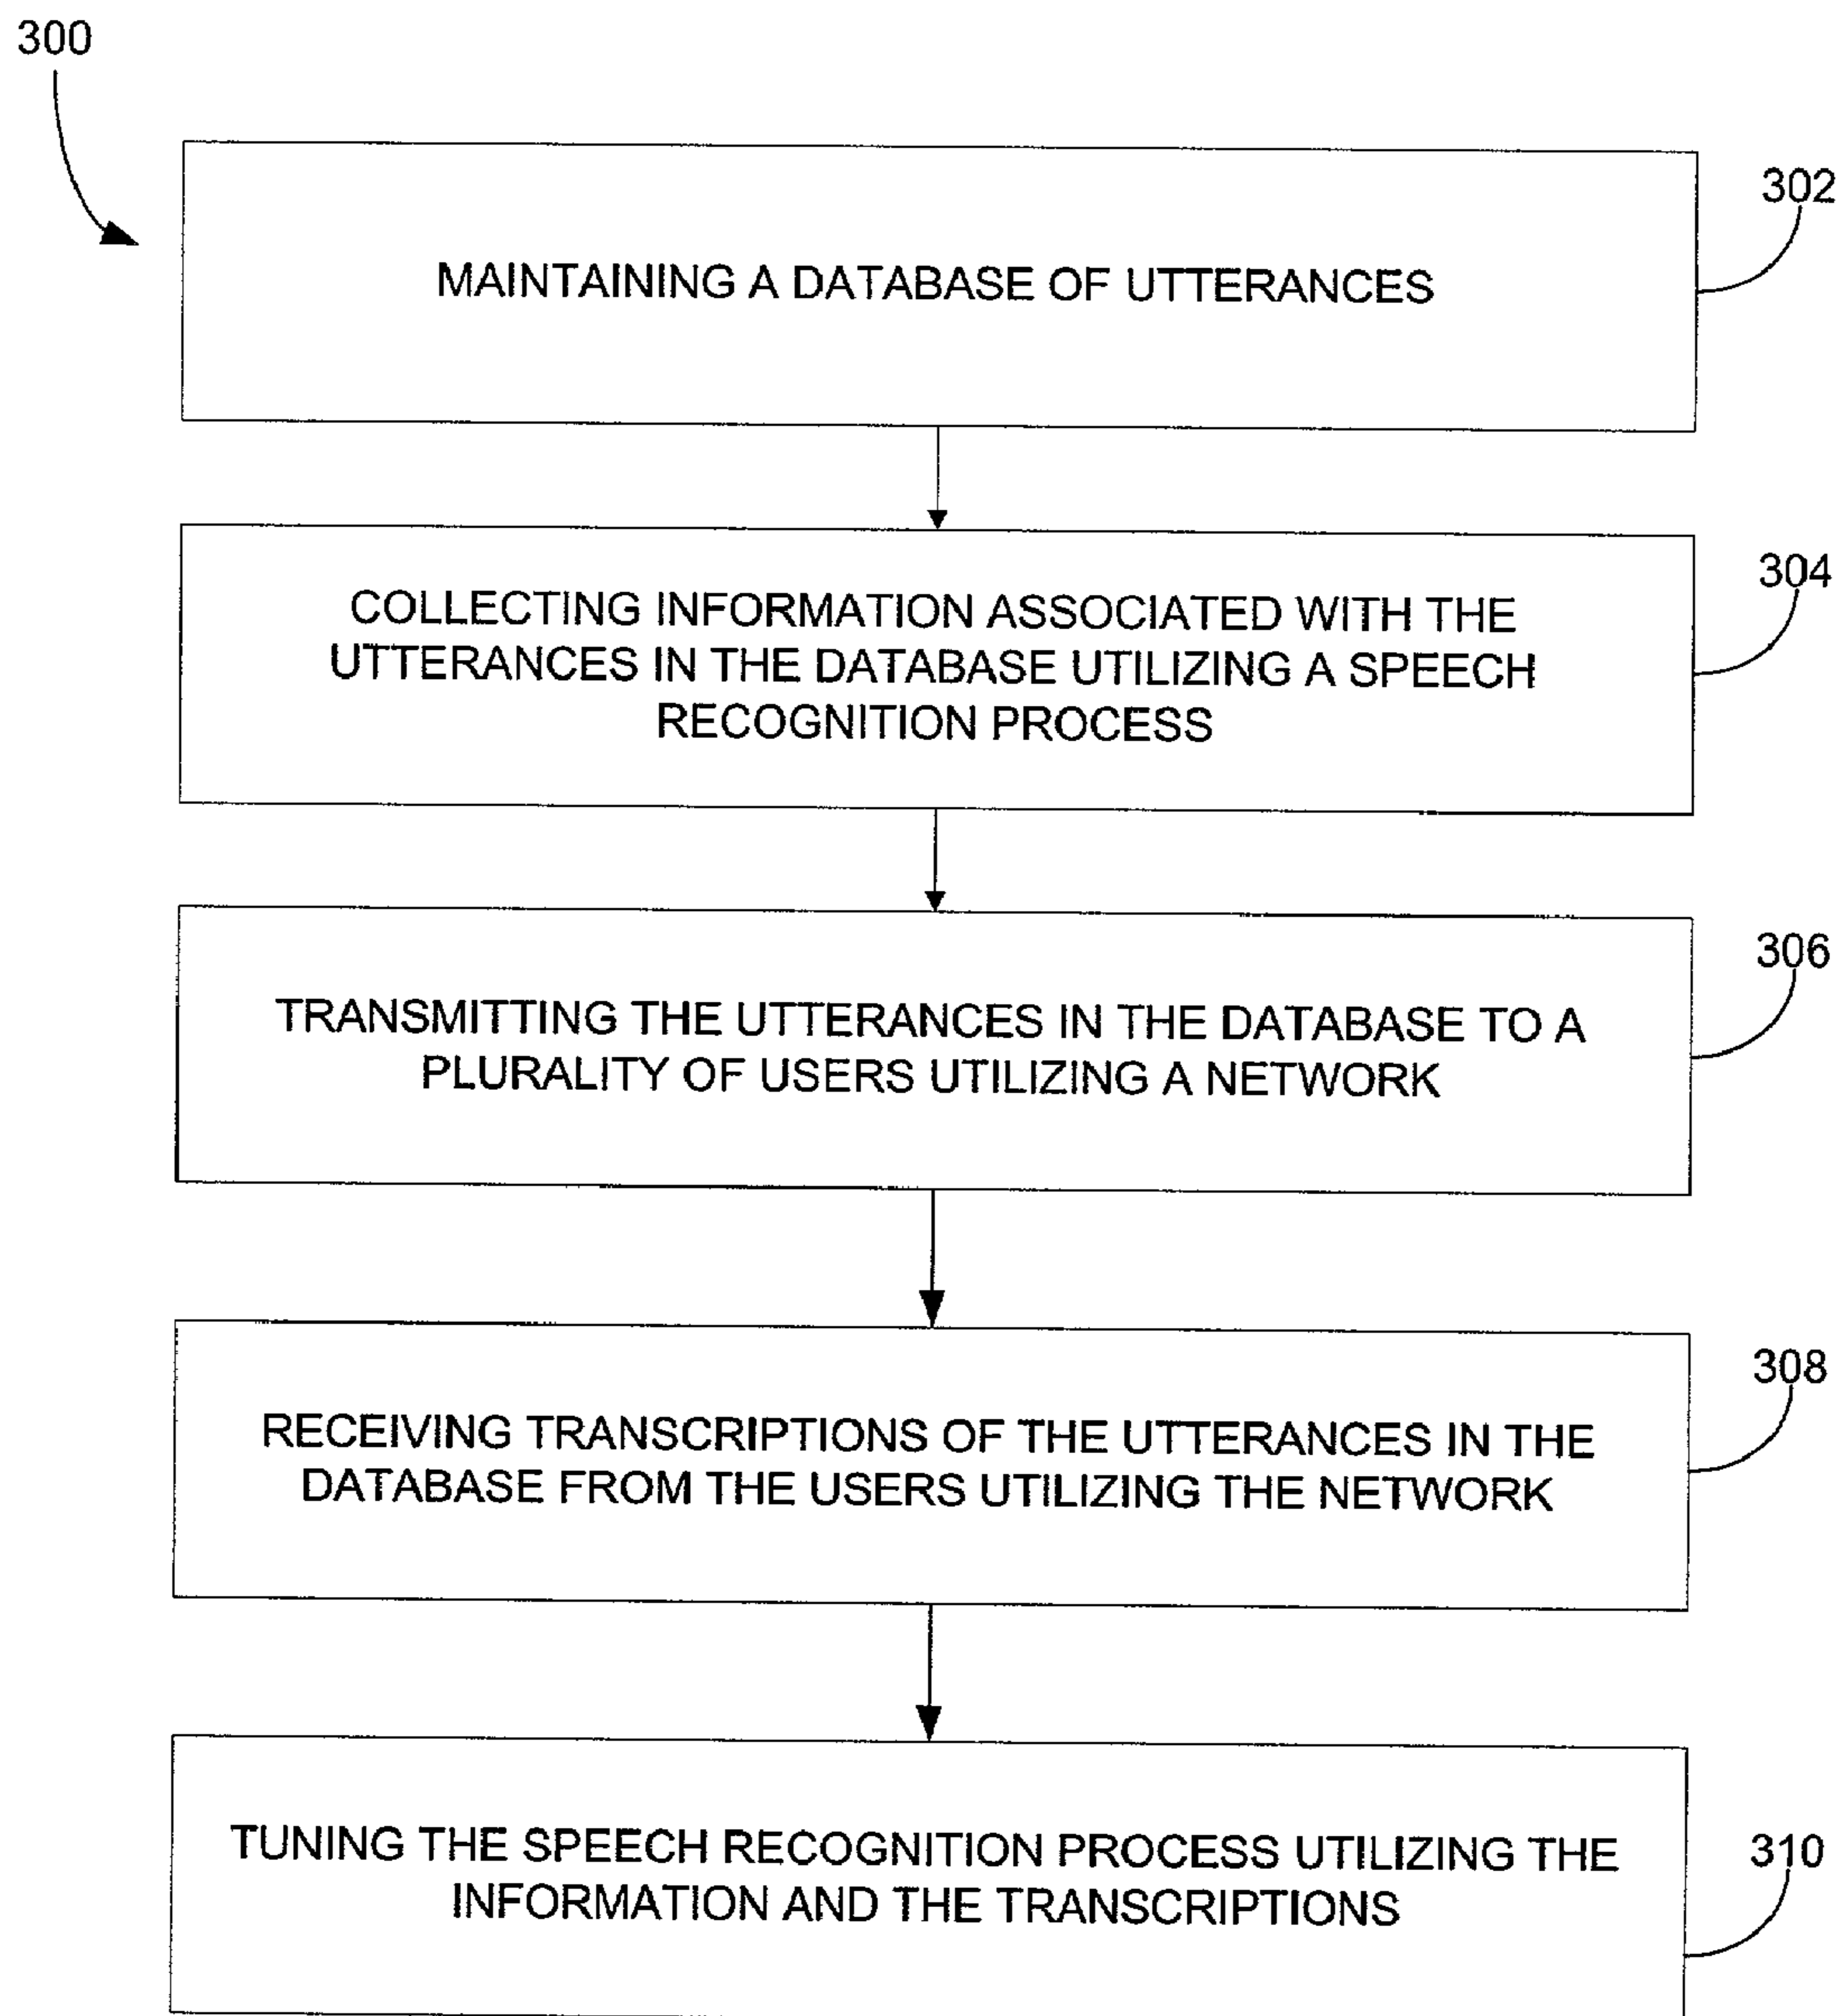 300
302
MAINTAINING A DATABASE OF UTTERANCES
304
COLLECTING INFORMATION ASSOCIATED WITH THE
UTTERANCES IN THE DATABASE UTILIZING A SPEECH
RECOGNITION PROCESS
306
TRANSMITTING THE UTTERANCES IN THE DATABASE TO A
PLURALITY OF USERS UTILIZING A NETWORK
308
RECEIVING TRANSCRIPTIONS OF THE UTTERANCES IN THE
DATABASE FROM THE USERS UTILIZING THE NETWORK
310
TUNING THE SPEECH RECOGNITION PROCESS UTILIZING THE
INFORMATION AND THE TRANSCRIPTIONS